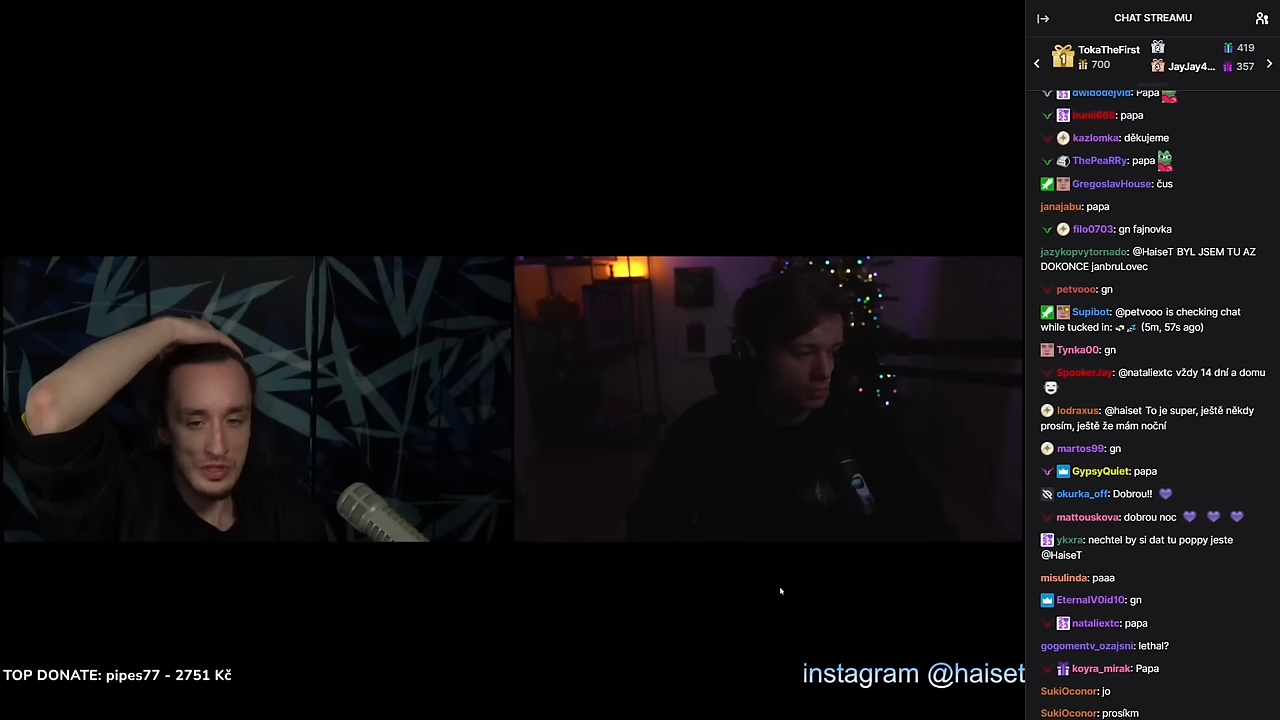 CHAT STREAMU
TokaTheFirst
700
419
JayJay4...
357
dwidodejvid: Papa
bunii666: papa
kazlomka: děkujeme
ThePeaRRy: papa
GregoslavHouse: čus
janajabu: papa
filo0703: gn fajnovka
jazykopvytornado: @HaiseT BYL JSEM TU AZ
DOKONCE janbruLovec
petvooo: gn
Supibot: @petvooo is checking chat
while tucked in: (5m, 57s ago)
Tynka00: gn
SpookerJay: @nataliextc vždy 14 dní a domu
lodraxus: @haiset To je super, ještě někdy
prosím, ještě že mám noční
martos99: gn
GypsyQuiet: papa
okurka_off: Dobrou!!
mattouskova: dobrou noc
ykxra: nechtel by si dat tu poppy jeste
@HaiseT
misulinda: paaa
EternalV0id10: gn
nataliextc: papa
gogomentv_ozajsni: lethal?
koyra_mirak: Papa
SukiOconor: jo
SukiOconor: prosíkm
TOP DONATE: pipes77 - 2751 Kč
instagram @haiset